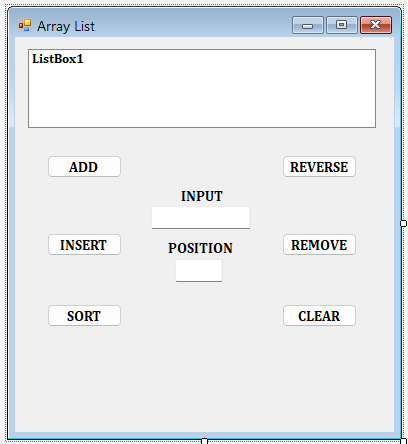 Array List
ListBox1
ADD
REVERSE
INPUT
INSERT
REMOVE
POSITION
SORT
CLEAR